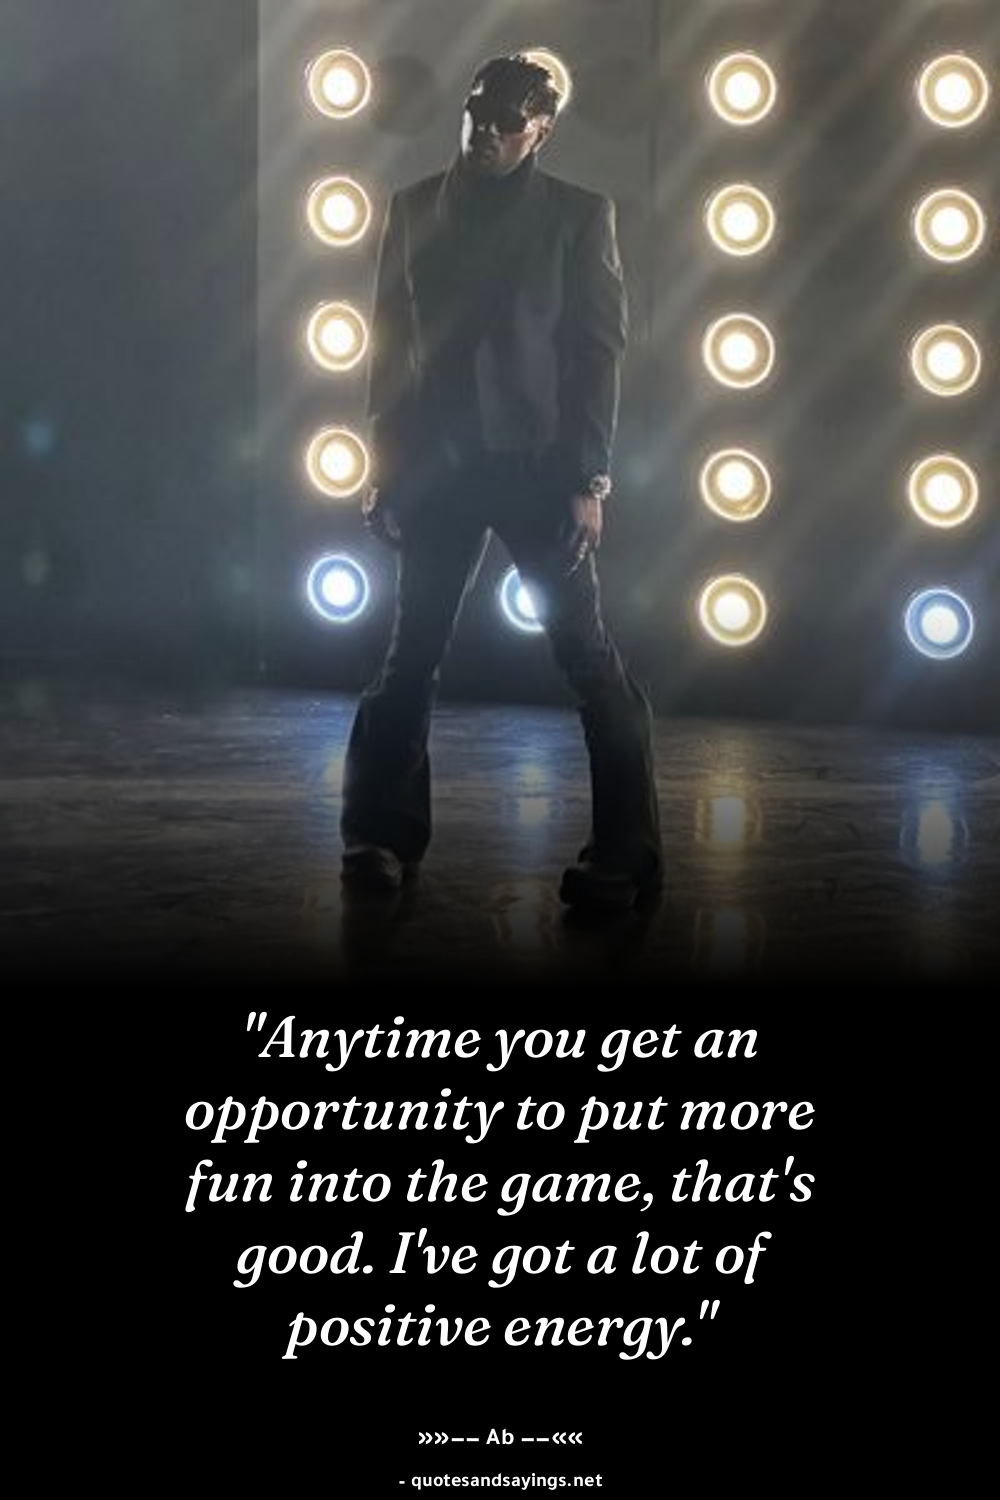 "Anytime you get an
opportunity to put more
fun into the game, that's
good. I've got a lot of
positive energy."
»»–– Ab ––««
- quotesandsayings.net